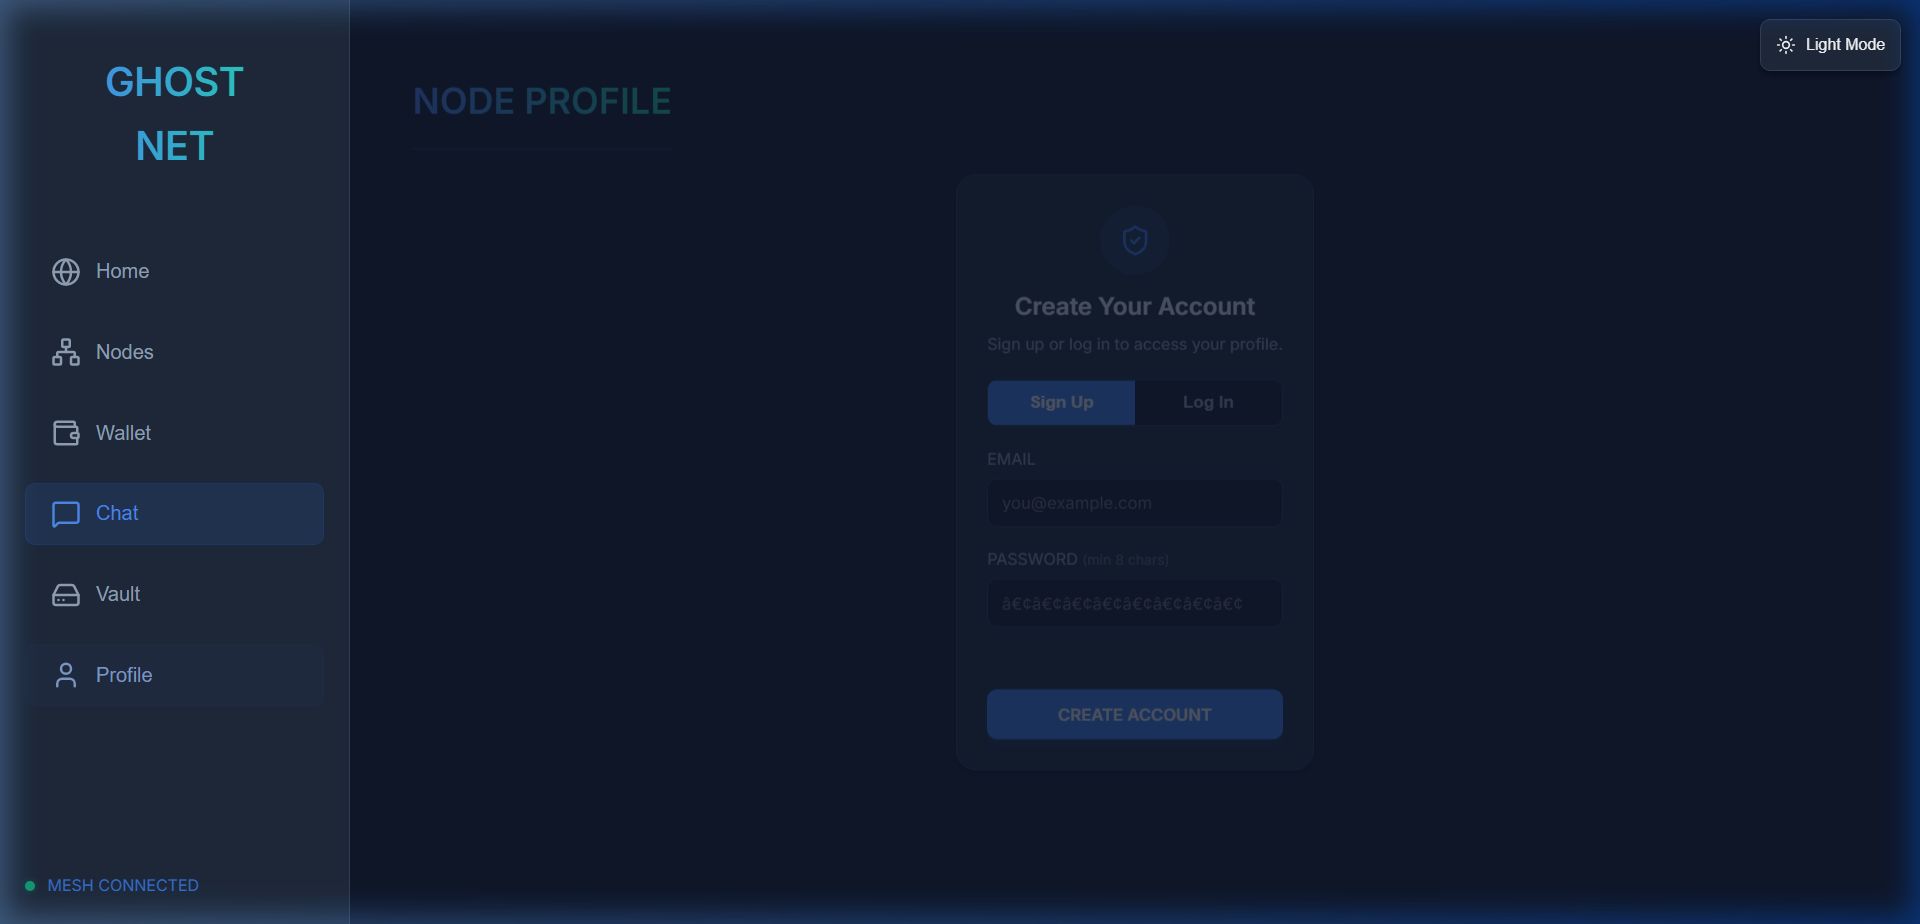 GHOST
NET
Home
Nodes
Wallet
Chat
Vault
Profile
MESH CONNECTED
Light Mode
NODE PROFILE
Create Your Account
Sign up or log in to access your profile.
Sign Up
Log In
EMAIL
you@example.com
PASSWORD (min 8 chars)
â€¢â€¢â€¢â€¢â€¢â€¢â€¢â€¢
CREATE ACCOUNT